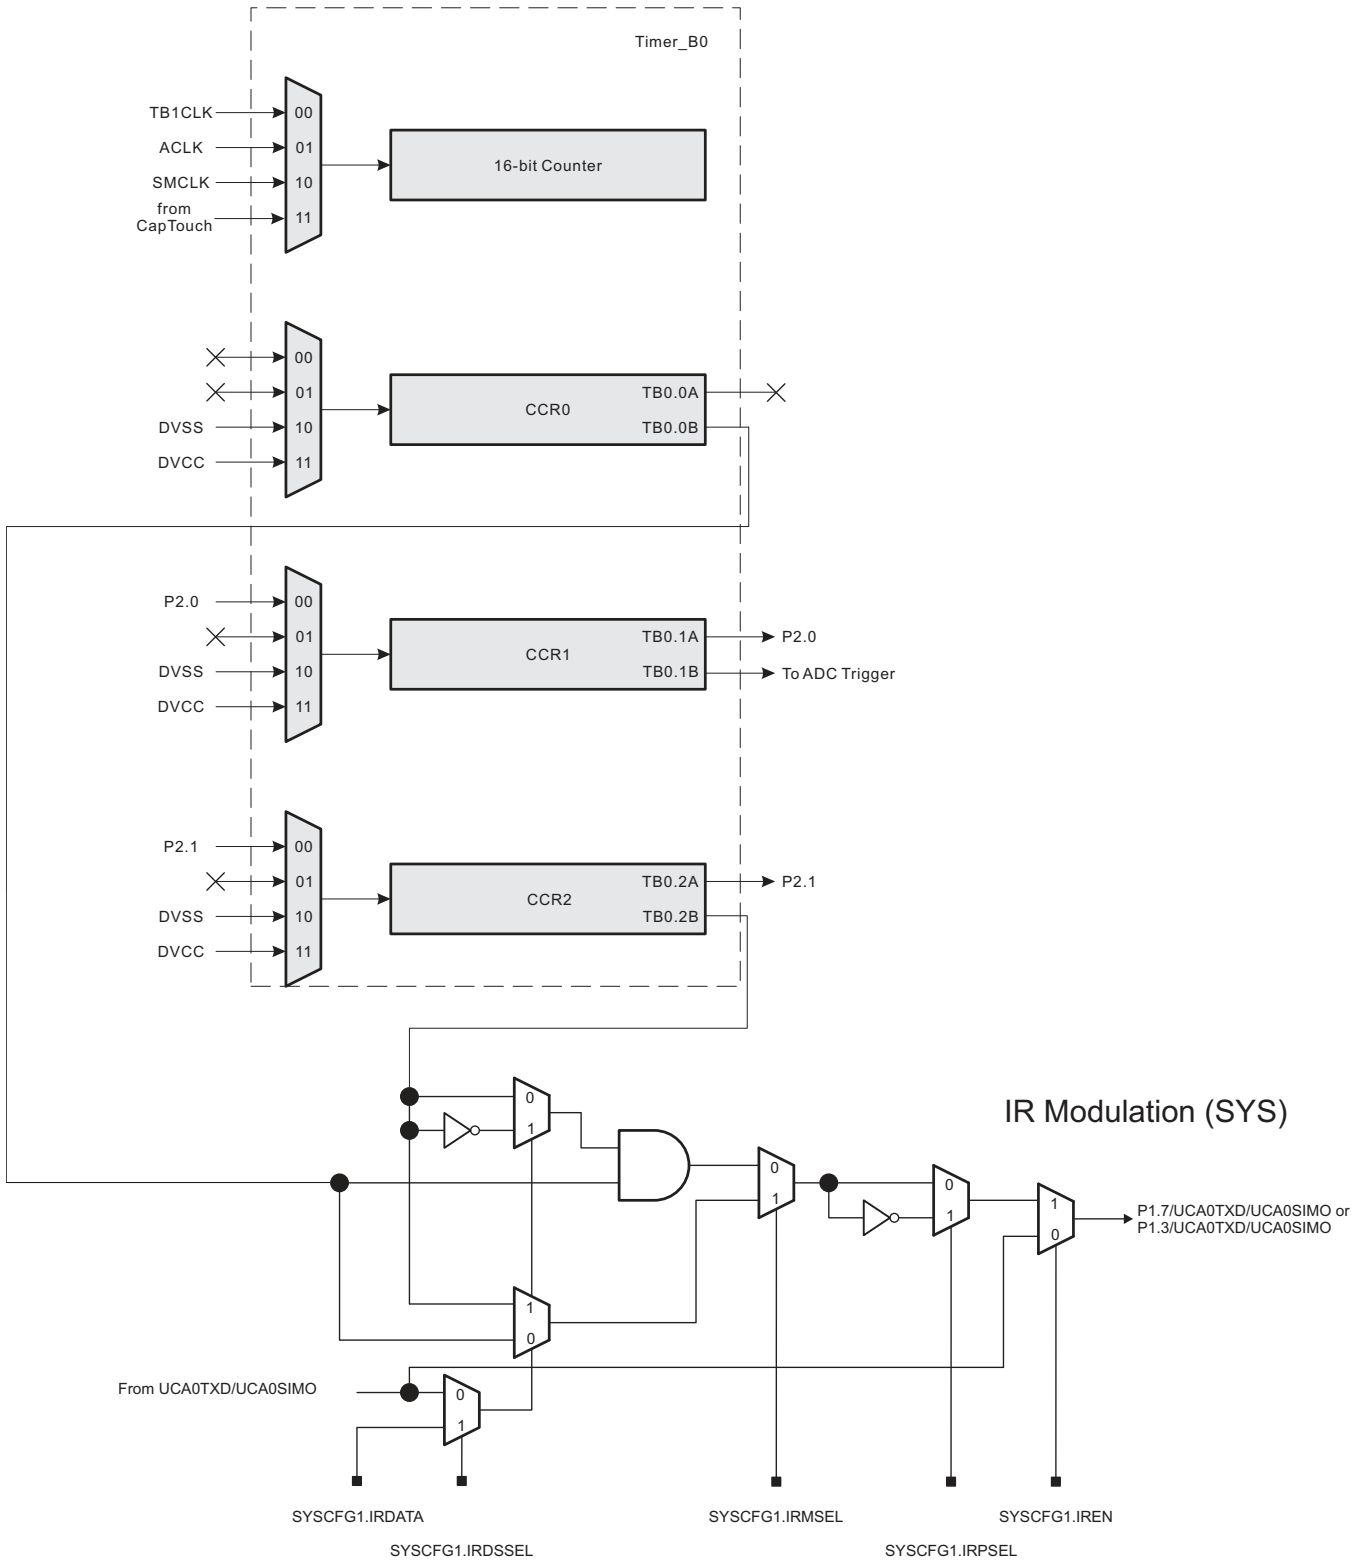 Timer_B0
TB1CLK
00
ACLK
01
16-bit Counter
SMCLK
10
from
CapTouch
11
00
01
TB0.0A
CCR0
DVSS
10
TB0.0B
DVCC
11
P2.0
00
01
TB0.1A
P2.0
CCR1
DVSS
10
TB0.1B
To ADC Trigger
DVCC
11
P2.1
00
01
TB0.2A
P2.1
CCR2
DVSS
10
TB0.2B
DVCC
11
IR Modulation (SYS)
0
1
0
1
0
1
1
0
P1.7/UCA0TXD/UCA0SIMO or
P1.3/UCA0TXD/UCA0SIMO
1
0
From UCA0TXD/UCA0SIMO
0
1
SYSCFG1.IRDATA
SYSCFG1.IRMSEL
SYSCFG1.IREN
SYSCFG1.IRDSSEL
SYSCFG1.IRPSEL